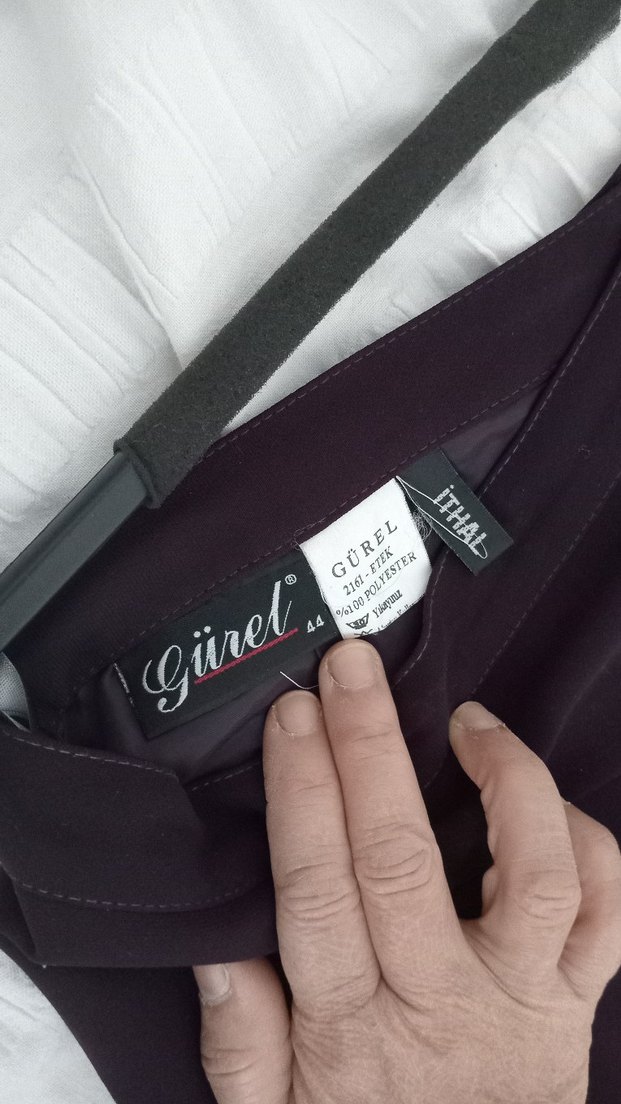 Gürel®
44
GÜREL
2161 - ETEK
%100 POLYESTER
Yıkayınız
İTHAL